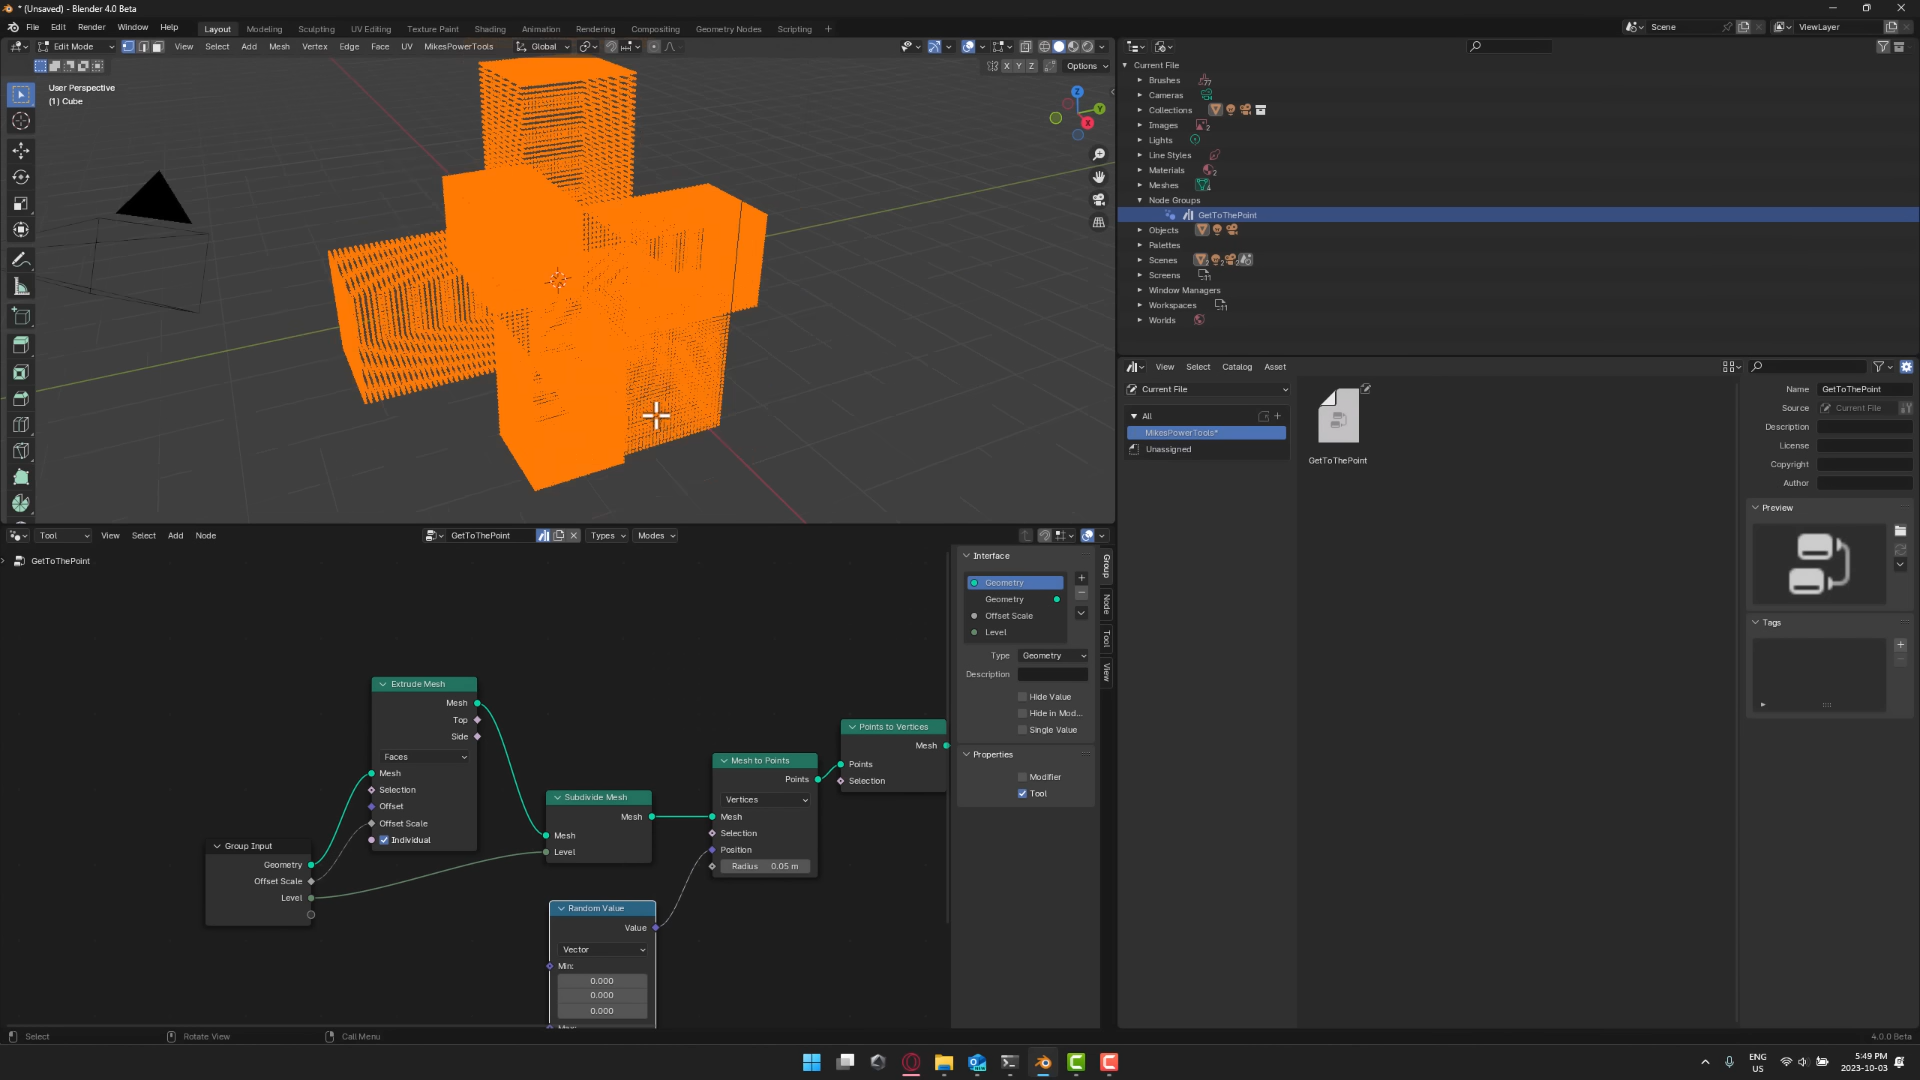 * (Unsaved) - Blender 4.0 Beta
File Edit Render Window Help Layout Modeling Sculpting UV Editing Texture Paint Shading Animation Rendering Compositing Geometry Nodes Scripting + Scene ViewLayer
Edit Mode View Select Add Mesh Vertex Edge Face UV MikesPowerTools Global
X Y Z Options
User Perspective
(1) Cube
Z
Y
X
Current File
Brushes 77
Cameras
Collections
Images 2
Lights
Line Styles
Materials 2
Meshes 4
Node Groups
GetToThePoint
Objects
Palettes
Scenes 2 2 2
Screens 11
Window Managers
Workspaces 11
Worlds
View Select Catalog Asset
Current File
All
MikesPowerTools*
Unassigned
GetToThePoint
Name GetToThePoint
Source Current File
Description
License
Copyright
Author
Preview
Tags
Tool View Select Add Node GetToThePoint Types Modes
GetToThePoint
Interface
Geometry
Geometry
Offset Scale
Level
Type Geometry
Description
Hide Value
Hide in Mod...
Single Value
Properties
Modifier
Tool
Group
Node
Tool
View
Extrude Mesh
Mesh
Top
Side
Faces
Mesh
Selection
Offset
Offset Scale
Individual
Group Input
Geometry
Offset Scale
Level
Subdivide Mesh
Mesh
Mesh
Level
Mesh to Points
Points
Vertices
Mesh
Selection
Position
Radius 0.05 m
Points to Vertices
Mesh
Points
Selection
Random Value
Value
Vector
Min:
0.000
0.000
0.000
Select Rotate View Call Menu 4.0.0 Beta
ENG
US
5:49 PM
2023-10-03